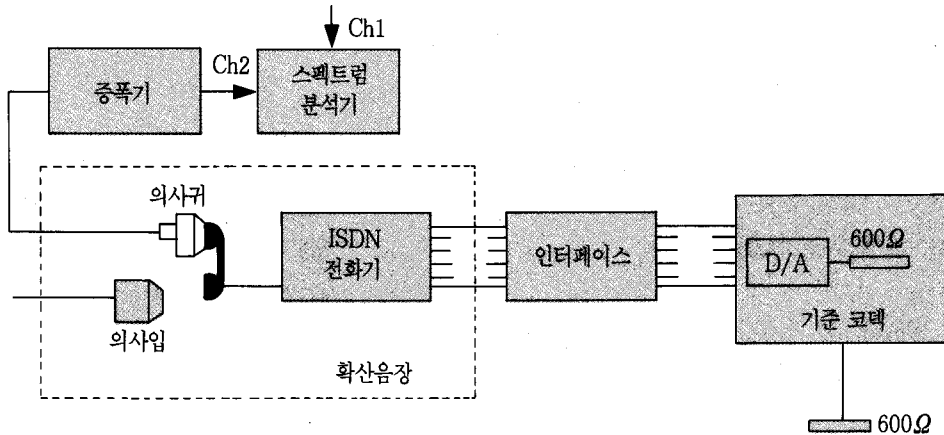 Ch1
Ch2
증폭기
스펙트럼
분석기
의사귀
ISDN
전화기
인터페이스
600Ω
D/A
기준 코덱
의사입
확산음장
600Ω